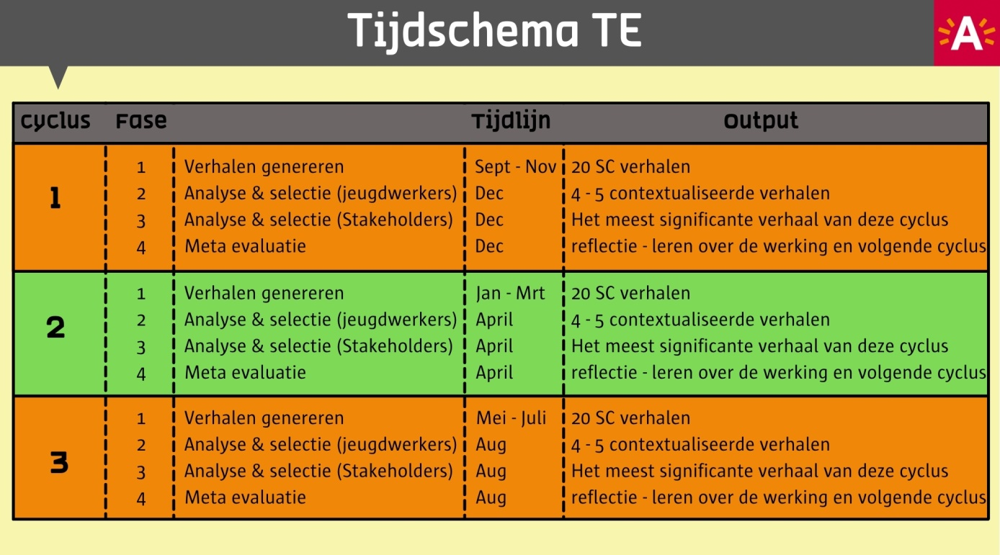 Tijdschema TE
A
Cyclus Fase Tijdlijn Output
1
1 Verhalen genereren Sept - Nov 20 SC verhalen
2 Analyse & selectie (jeugdwerkers) Dec 4 - 5 contextualiseerde verhalen
3 Analyse & selectie (Stakeholders) Dec Het meest significante verhaal van deze cyclus
4 Meta evaluatie Dec reflectie - leren over de werking en volgende cyclus
2
1 Verhalen genereren Jan - Mrt 20 SC verhalen
2 Analyse & selectie (jeugdwerkers) April 4 - 5 contextualiseerde verhalen
3 Analyse & selectie (Stakeholders) April Het meest significante verhaal van deze cyclus
4 Meta evaluatie April reflectie - leren over de werking en volgende cyclus
3
1 Verhalen genereren Mei - Juli 20 SC verhalen
2 Analyse & selectie (jeugdwerkers) Aug 4 - 5 contextualiseerde verhalen
3 Analyse & selectie (Stakeholders) Aug Het meest significante verhaal van deze cyclus
4 Meta evaluatie Aug reflectie - leren over de werking en volgende cyclus